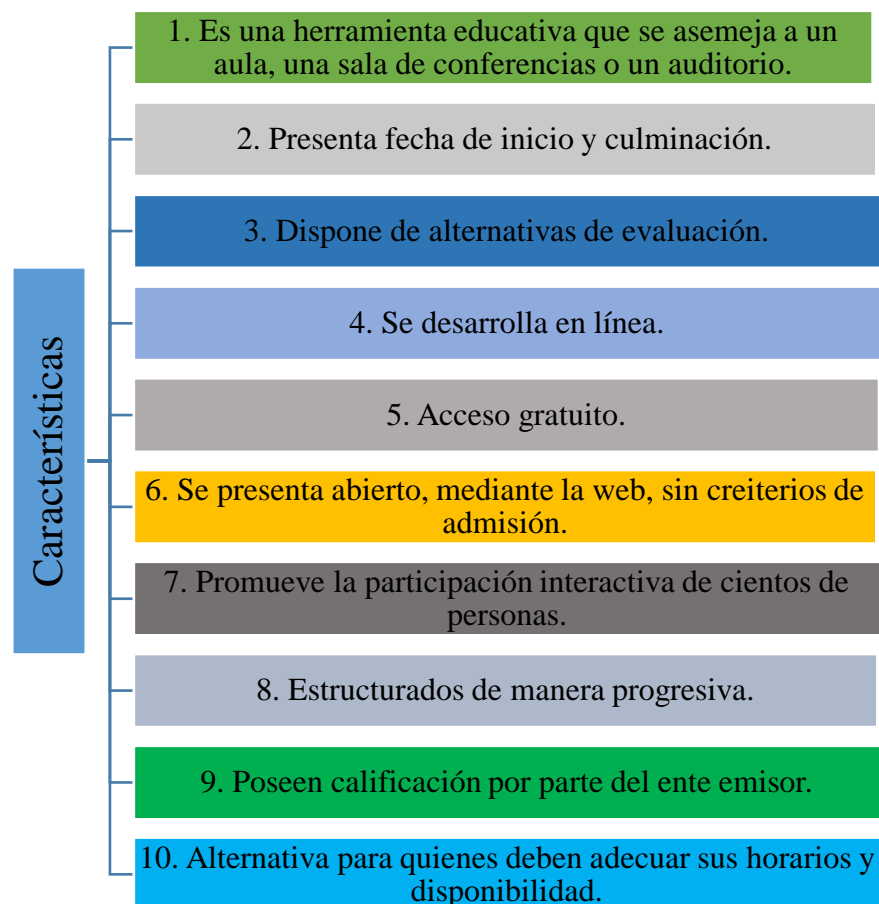 Características
1. Es una herramienta educativa que se asemeja a un
aula, una sala de conferencias o un auditorio.
2. Presenta fecha de inicio y culminación.
3. Dispone de alternativas de evaluación.
4. Se desarrolla en línea.
5. Acceso gratuito.
6. Se presenta abierto, mediante la web, sin creiterios de
admisión.
7. Promueve la participación interactiva de cientos de
personas.
8. Estructurados de manera progresiva.
9. Poseen calificación por parte del ente emisor.
10. Alternativa para quienes deben adecuar sus horarios y
disponibilidad.